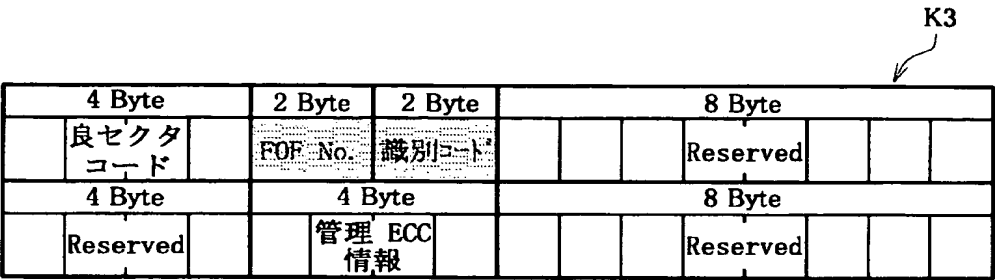 K3
4 Byte 2 Byte 2 Byte 8 Byte
良セクタ
コード
FOF No. 識別コード Reserved
4 Byte 4 Byte 8 Byte
Reserved
管理 ECC
情報
Reserved